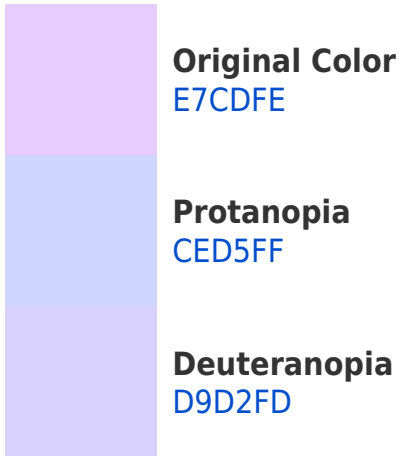 Original Color
E7CDFE
Protanopia
CED5FF
Deuteranopia
D9D2FD